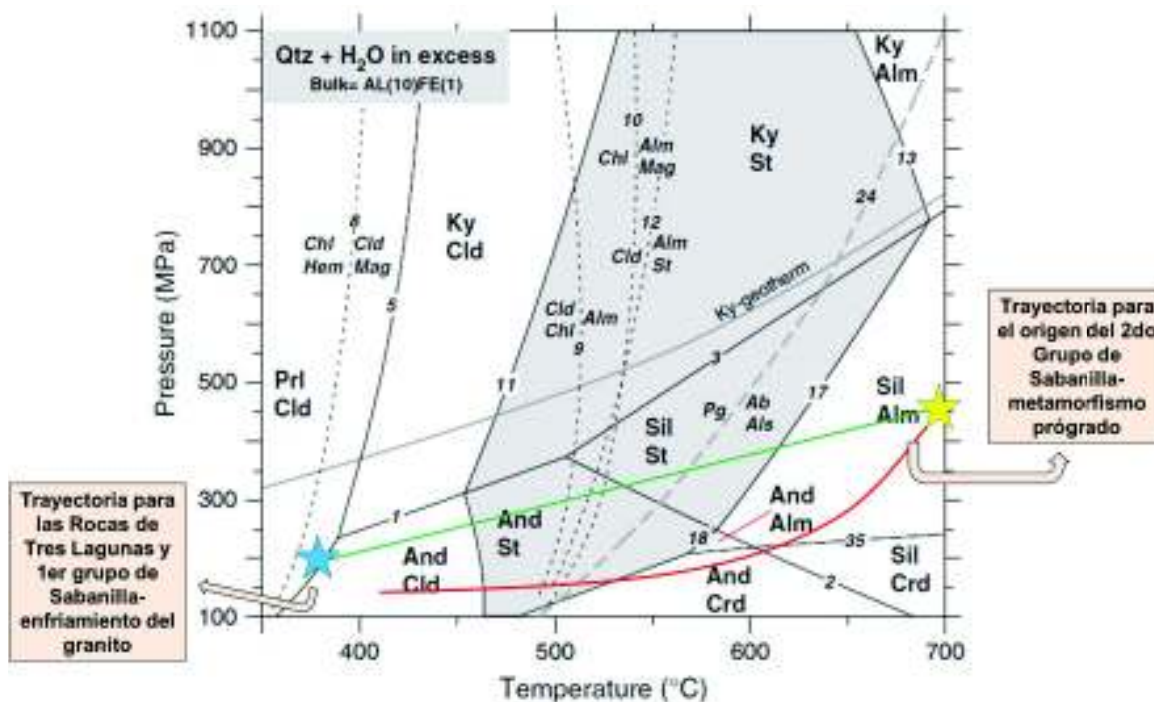 1100
900
700
500
300
100
Pressure (MPa)
400
500
600
700
Temperature (°C)
Qtz + H₂O in excess
Bulk= AL(10)FE(1)
Ky
Alm
10
Chl
Alm
Mag
Ky
St
13
24
8
Chl
Hem
Cld
Mag
Ky
Cld
12
Cld
Alm
St
5
Ky-geotherm
Cld
Chl
Alm
9
3
Prl
Cld
11
17
Pg
Ab
Als
Sil
Alm
Sil
St
1
And
St
And
Alm
And
Cld
18
35
And
Crd
2
Sil
Crd
Trayectoria para
el origen del 2do
Grupo de
Sabanilla-
metamorfismo
prógrado
Trayectoria para
las Rocas de
Tres Lagunas y
1er grupo de
Sabanilla-
enfriamiento del
granito